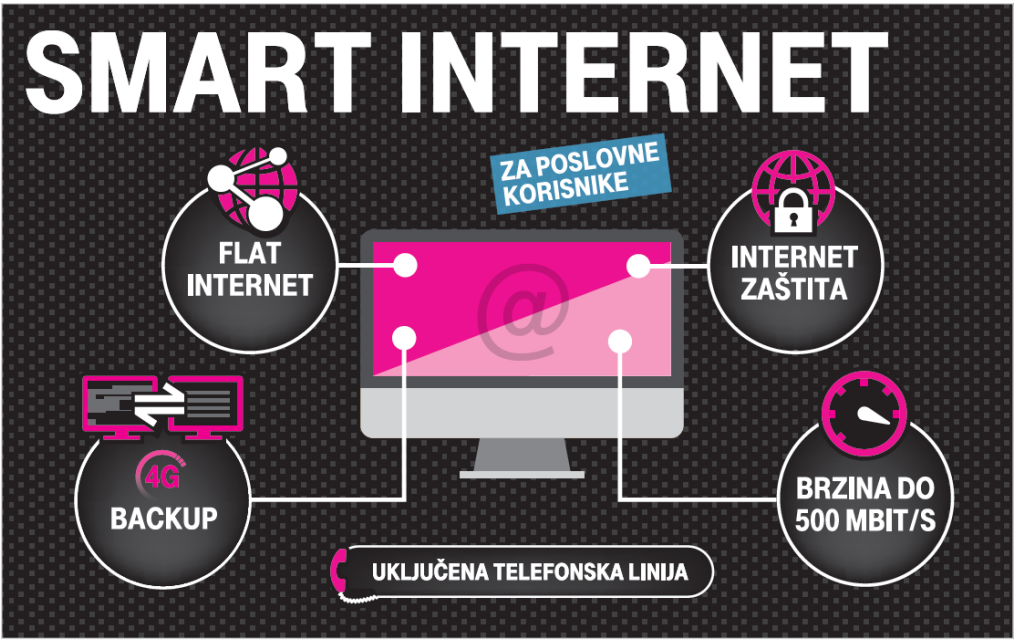 SMART INTERNET
ZA POSLOVNE
KORISNIKE
FLAT
INTERNET
@
INTERNET
ZAŠTITA
4G
BACKUP
BRZINA DO
500 MBIT/S
UKLJUČENA TELEFONSKA LINIJA